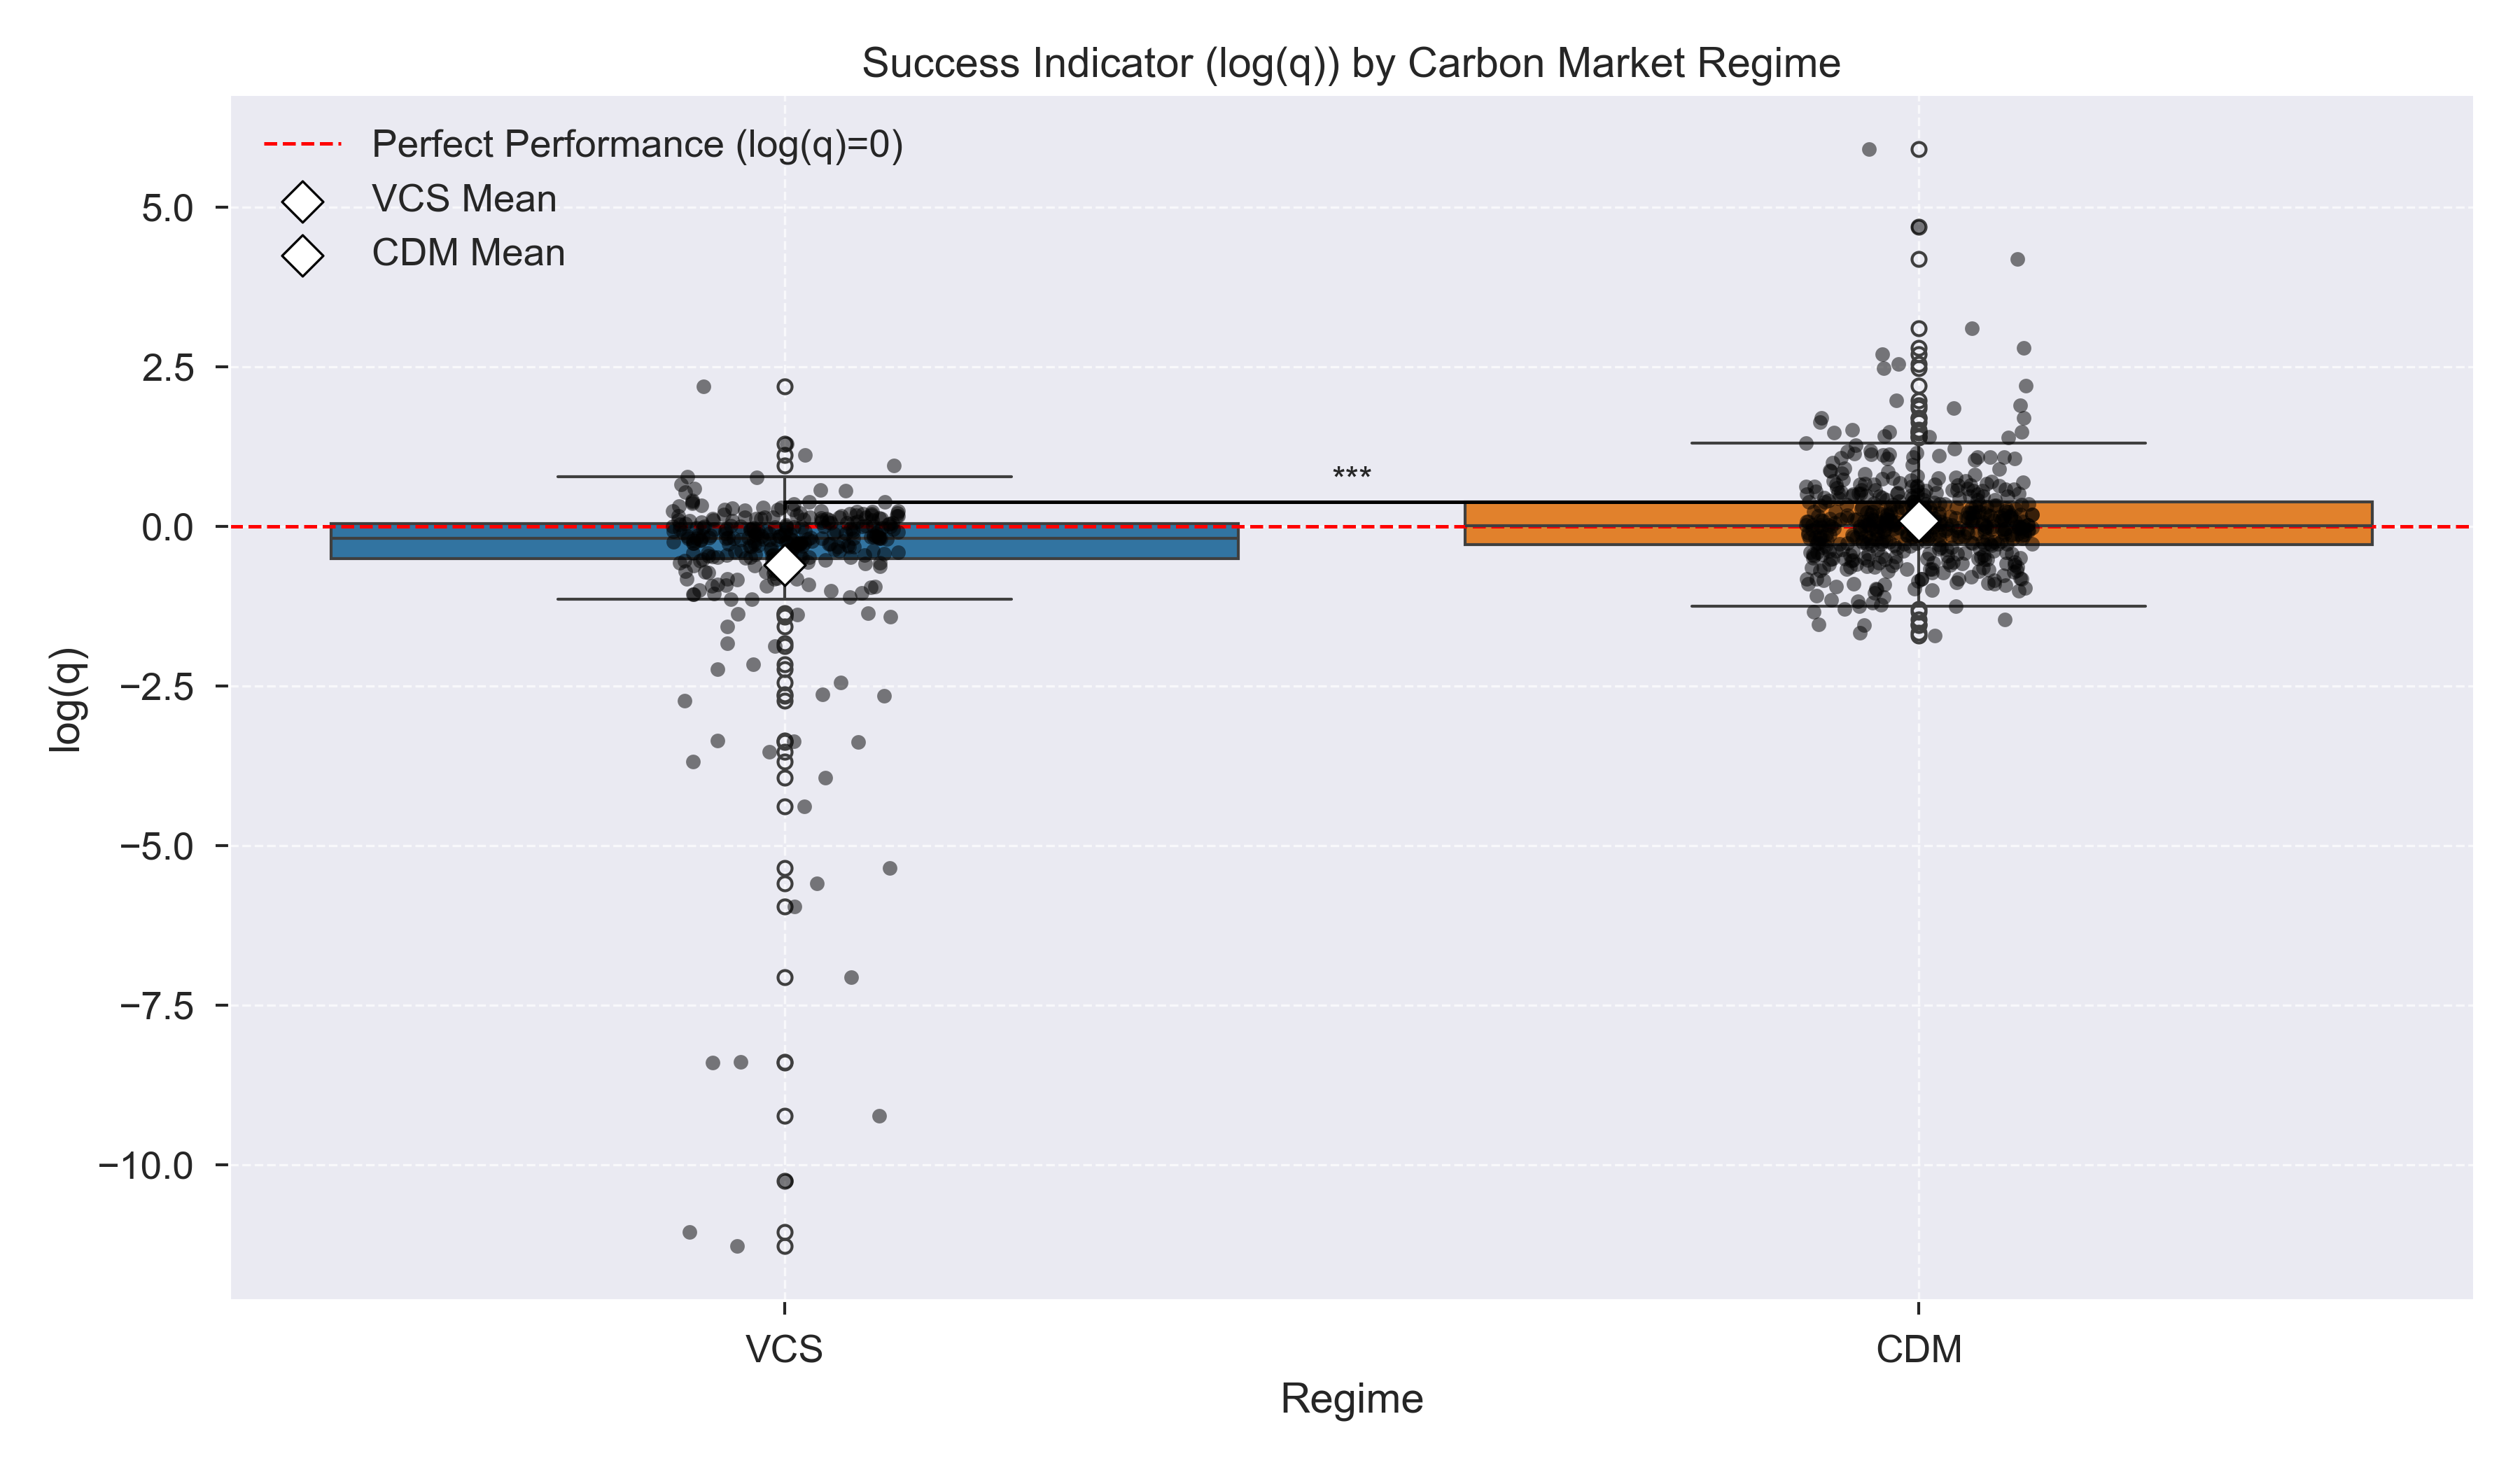 Success Indicator (log(q)) by Carbon Market Regime
Perfect Performance (log(q)=0)
VCS Mean
CDM Mean
5.0
2.5
0.0
−2.5
−5.0
−7.5
−10.0
log(q)
***
VCS
CDM
Regime